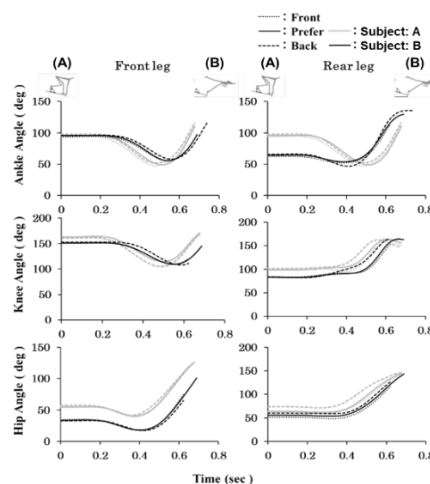 : Front
: Prefer
: Back
: Subject: A
: Subject: B
(A)
Front leg
(B)
(A)
Rear leg
(B)
Ankle Angle ( deg )
150
100
50
0
0 0.2 0.4 0.6 0.8
150
100
50
0
0 0.2 0.4 0.6 0.8
Knee Angle ( deg )
200
150
100
50
0
0 0.2 0.4 0.6 0.8
200
150
100
50
0
0 0.2 0.4 0.6 0.8
Hip Angle ( deg )
150
100
50
0
0 0.2 0.4 0.6 0.8
150
100
50
0
0 0.2 0.4 0.6 0.8
Time (sec )